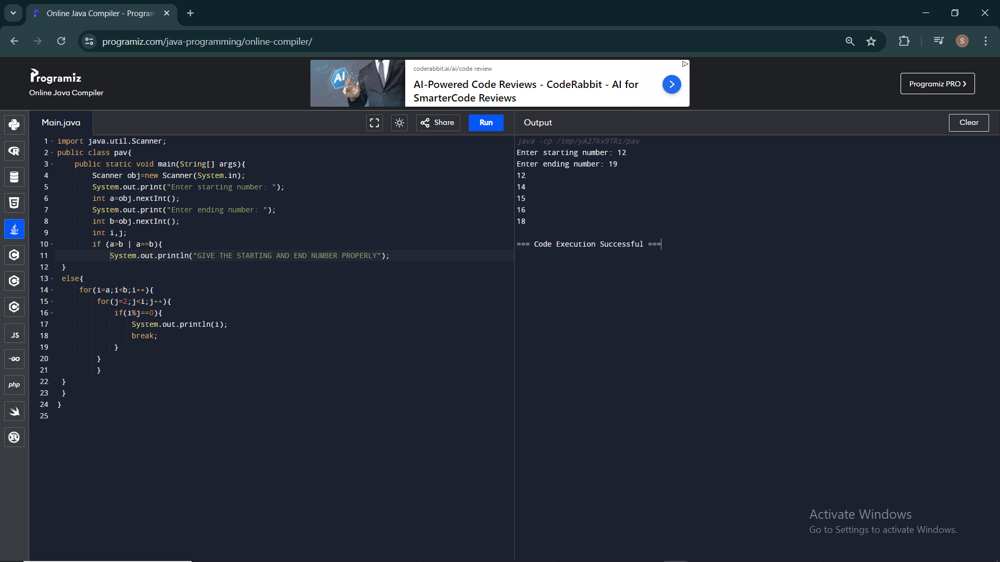 Online Java Compiler - Program
programiz.com/java-programming/online-compiler/
S
Programiz
Online Java Compiler
AI
coderabbit.ai/ai/code review
AI-Powered Code Reviews - CodeRabbit - AI for
SmarterCode Reviews
Programiz PRO
Main.java
Share
Run
Output
Clear
1 import java.util.Scanner;
2 public class pav{
3 public static void main(String[] args){
4 Scanner obj=new Scanner(System.in);
5 System.out.print("Enter starting number: ");
6 int a=obj.nextInt();
7 System.out.print("Enter ending number: ");
8 int b=obj.nextInt();
9 int i,j;
10 if (a>b | a==b){
11 System.out.println("GIVE THE STARTING AND END NUMBER PROPERLY");
12 }
13 else{
14 for(i=a;i<b;i++){
15 for(j=2;j<i;j++){
16 if(i%j==0){
17 System.out.println(i);
18 break;
19 }
20 }
21 }
22 }
23 }
24 }
25
java -cp /tmp/yA27kx9TRi/pav
Enter starting number: 12
Enter ending number: 19
12
14
15
16
18
=== Code Execution Successful ===
JS
GO
php
Activate Windows
Go to Settings to activate Windows.